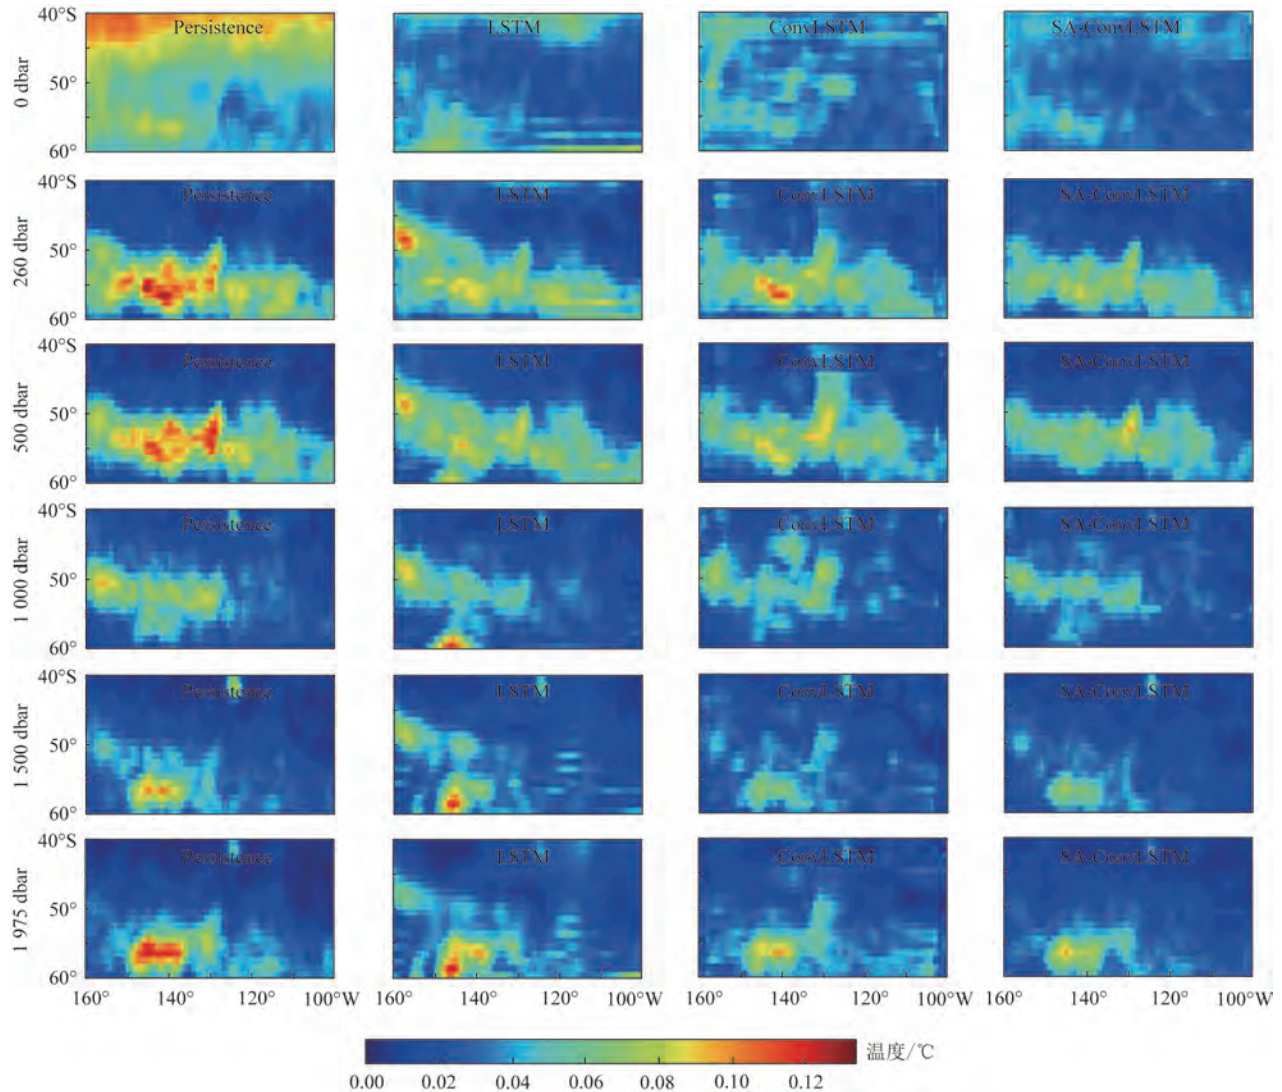 40°S
Persistence
LSTM
ConvLSTM
SA-ConvLSTM
0 dbar
50°
60°
40°S
Persistence
LSTM
ConvLSTM
SA-ConvLSTM
260 dbar
50°
60°
40°S
Persistence
LSTM
ConvLSTM
SA-ConvLSTM
500 dbar
50°
60°
40°S
Persistence
LSTM
ConvLSTM
SA-ConvLSTM
1 000 dbar
50°
60°
40°S
Persistence
LSTM
ConvLSTM
SA-ConvLSTM
1 500 dbar
50°
60°
40°S
Persistence
LSTM
ConvLSTM
SA-ConvLSTM
1 975 dbar
50°
60°
160° 140° 120° 100°W 160° 140° 120° 100°W 160° 140° 120° 100°W 160° 140° 120° 100°W
温度/℃
0.00 0.02 0.04 0.06 0.08 0.10 0.12